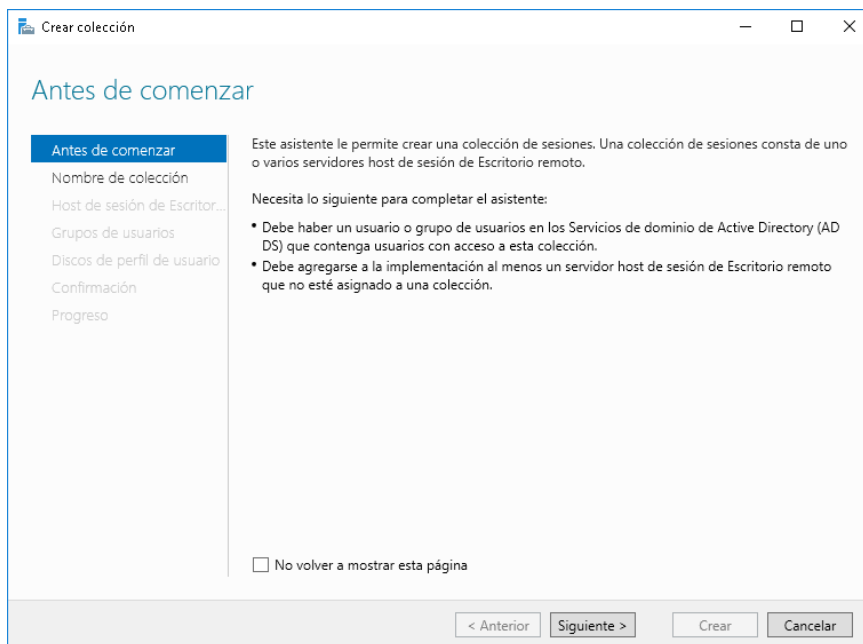 Crear colección
Antes de comenzar
Antes de comenzar
Nombre de colección
Host de sesión de Escritor...
Grupos de usuarios
Discos de perfil de usuario
Confirmación
Progreso
Este asistente le permite crear una colección de sesiones. Una colección de sesiones consta de uno
o varios servidores host de sesión de Escritorio remoto.
Necesita lo siguiente para completar el asistente:
• Debe haber un usuario o grupo de usuarios en los Servicios de dominio de Active Directory (AD
DS) que contenga usuarios con acceso a esta colección.
• Debe agregarse a la implementación al menos un servidor host de sesión de Escritorio remoto
que no esté asignado a una colección.
No volver a mostrar esta página
< Anterior
Siguiente >
Crear
Cancelar